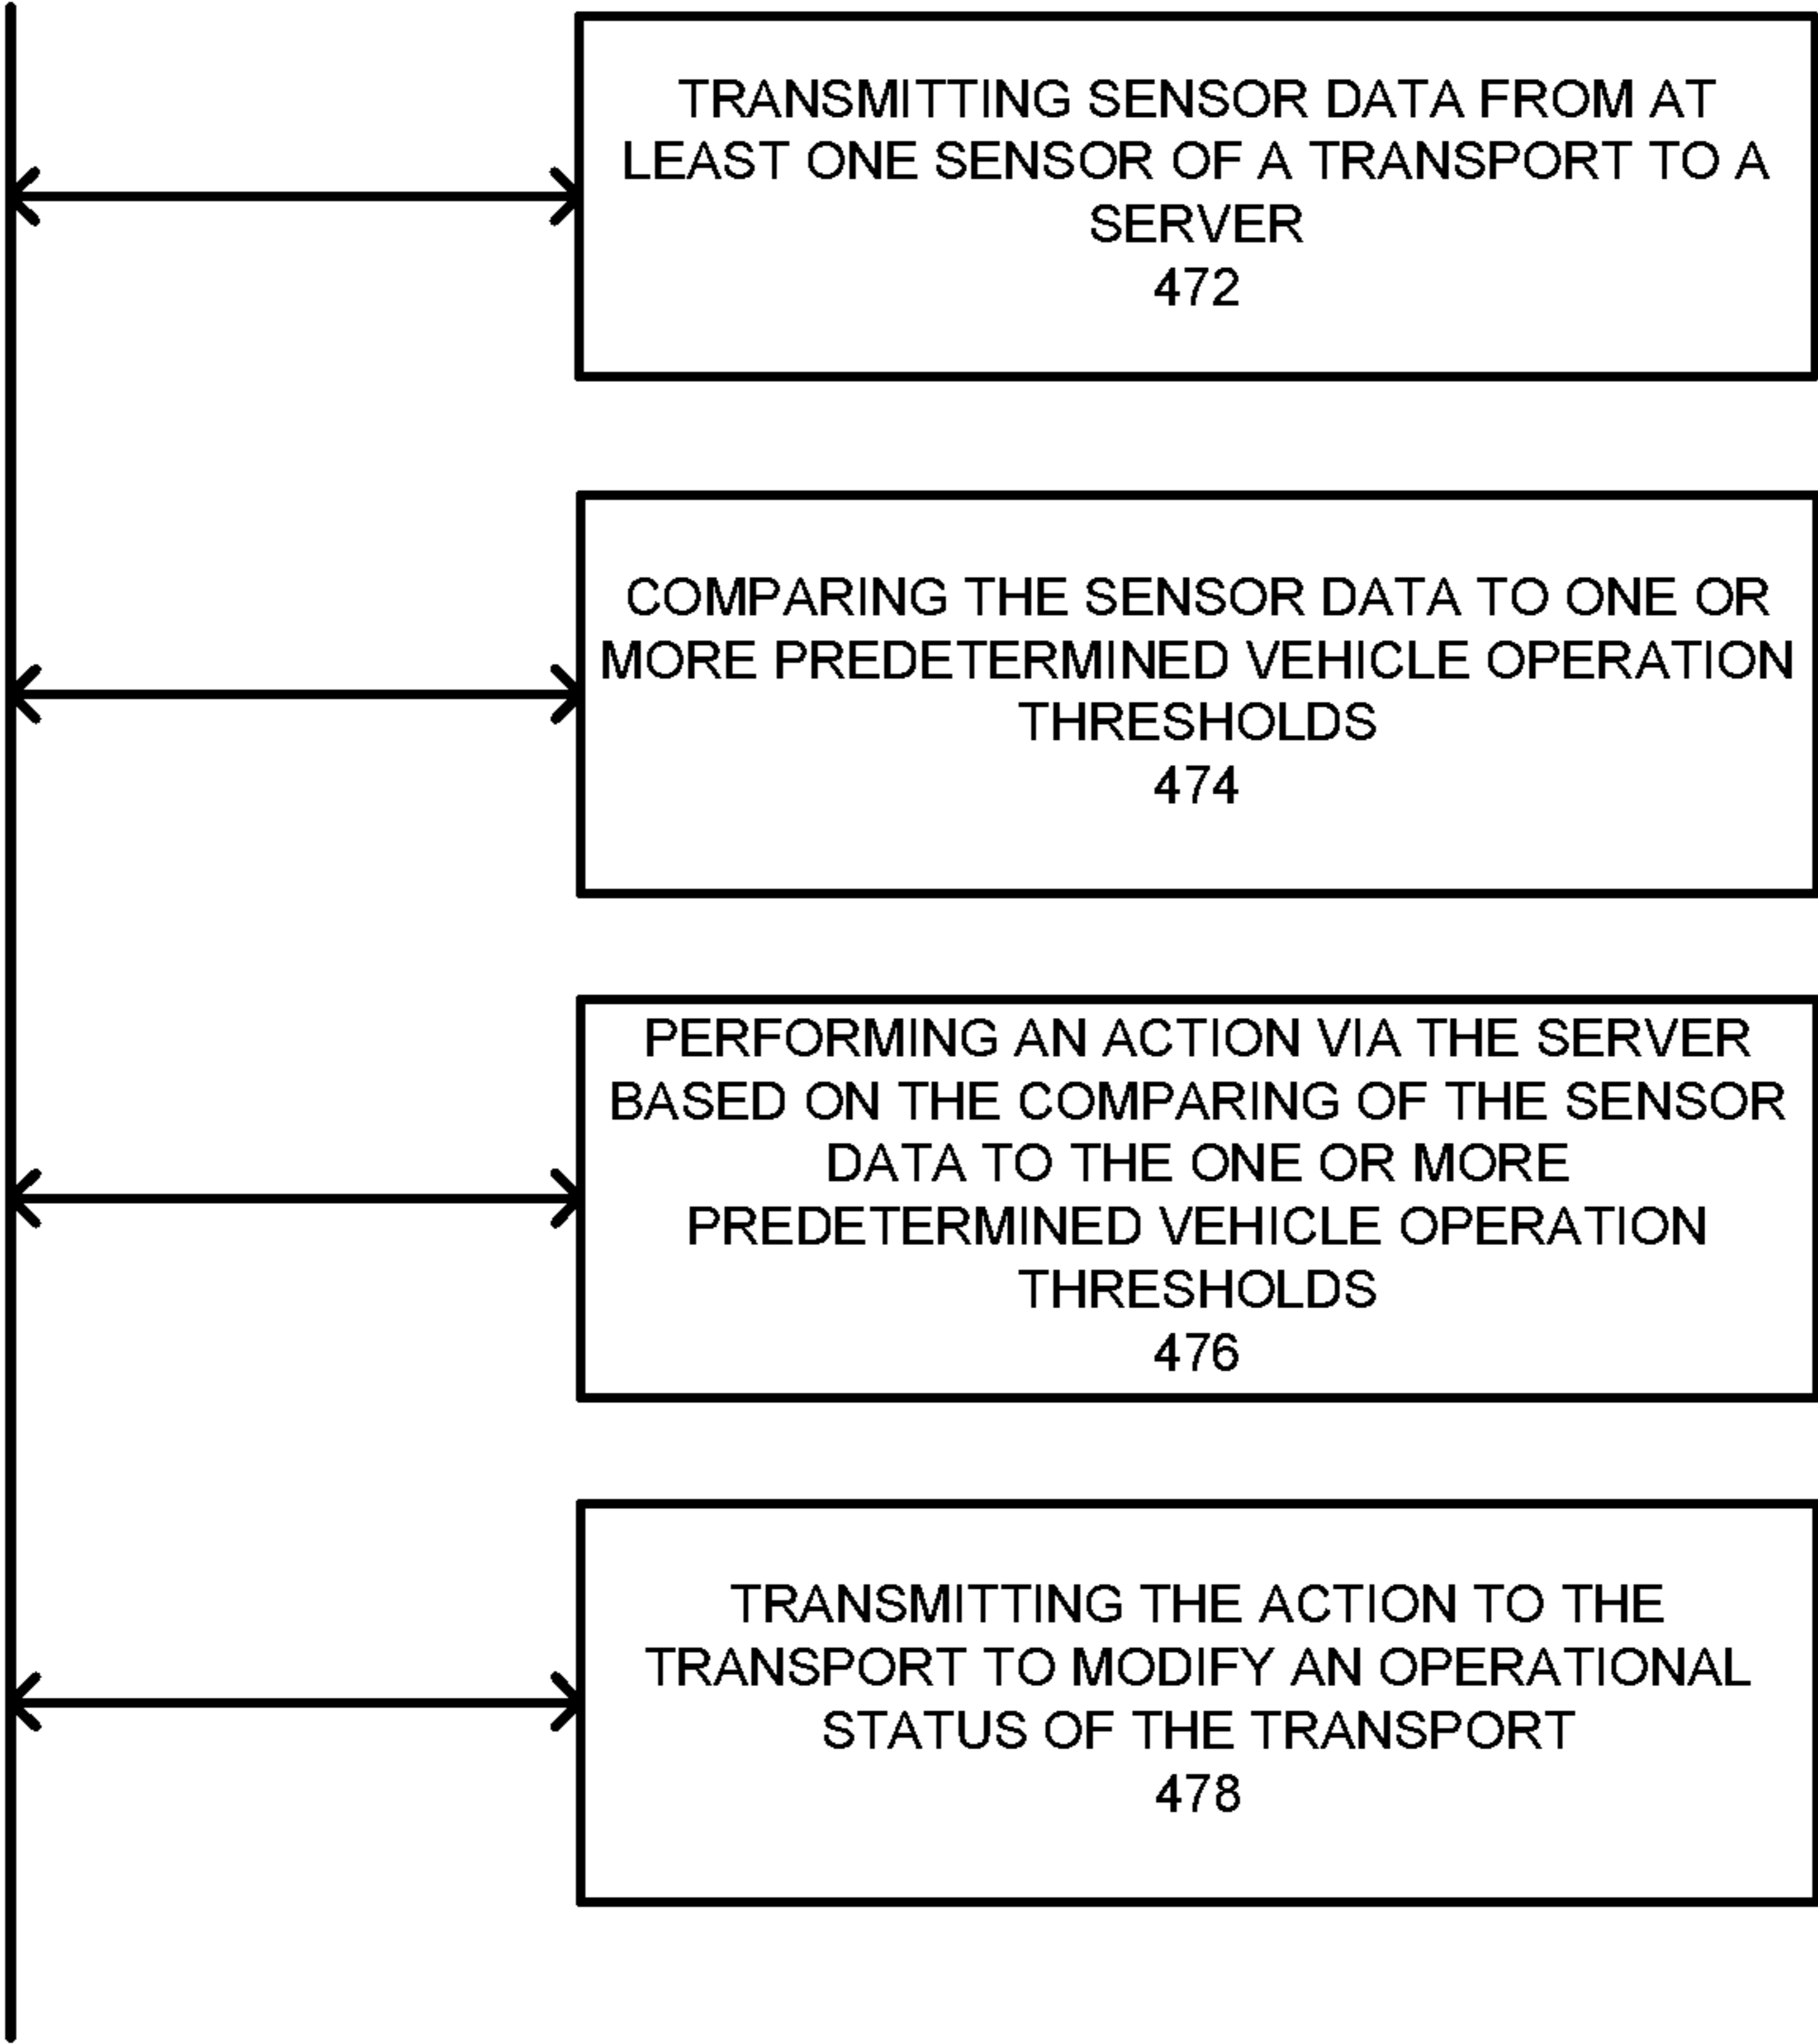 TRANSMITTING SENSOR DATA FROM AT
LEAST ONE SENSOR OF A TRANSPORT TO A
SERVER
472
COMPARING THE SENSOR DATA TO ONE OR
MORE PREDETERMINED VEHICLE OPERATION
THRESHOLDS
474
PERFORMING AN ACTION VIA THE SERVER
BASED ON THE COMPARING OF THE SENSOR
DATA TO THE ONE OR MORE
PREDETERMINED VEHICLE OPERATION
THRESHOLDS
476
TRANSMITTING THE ACTION TO THE
TRANSPORT TO MODIFY AN OPERATIONAL
STATUS OF THE TRANSPORT
478